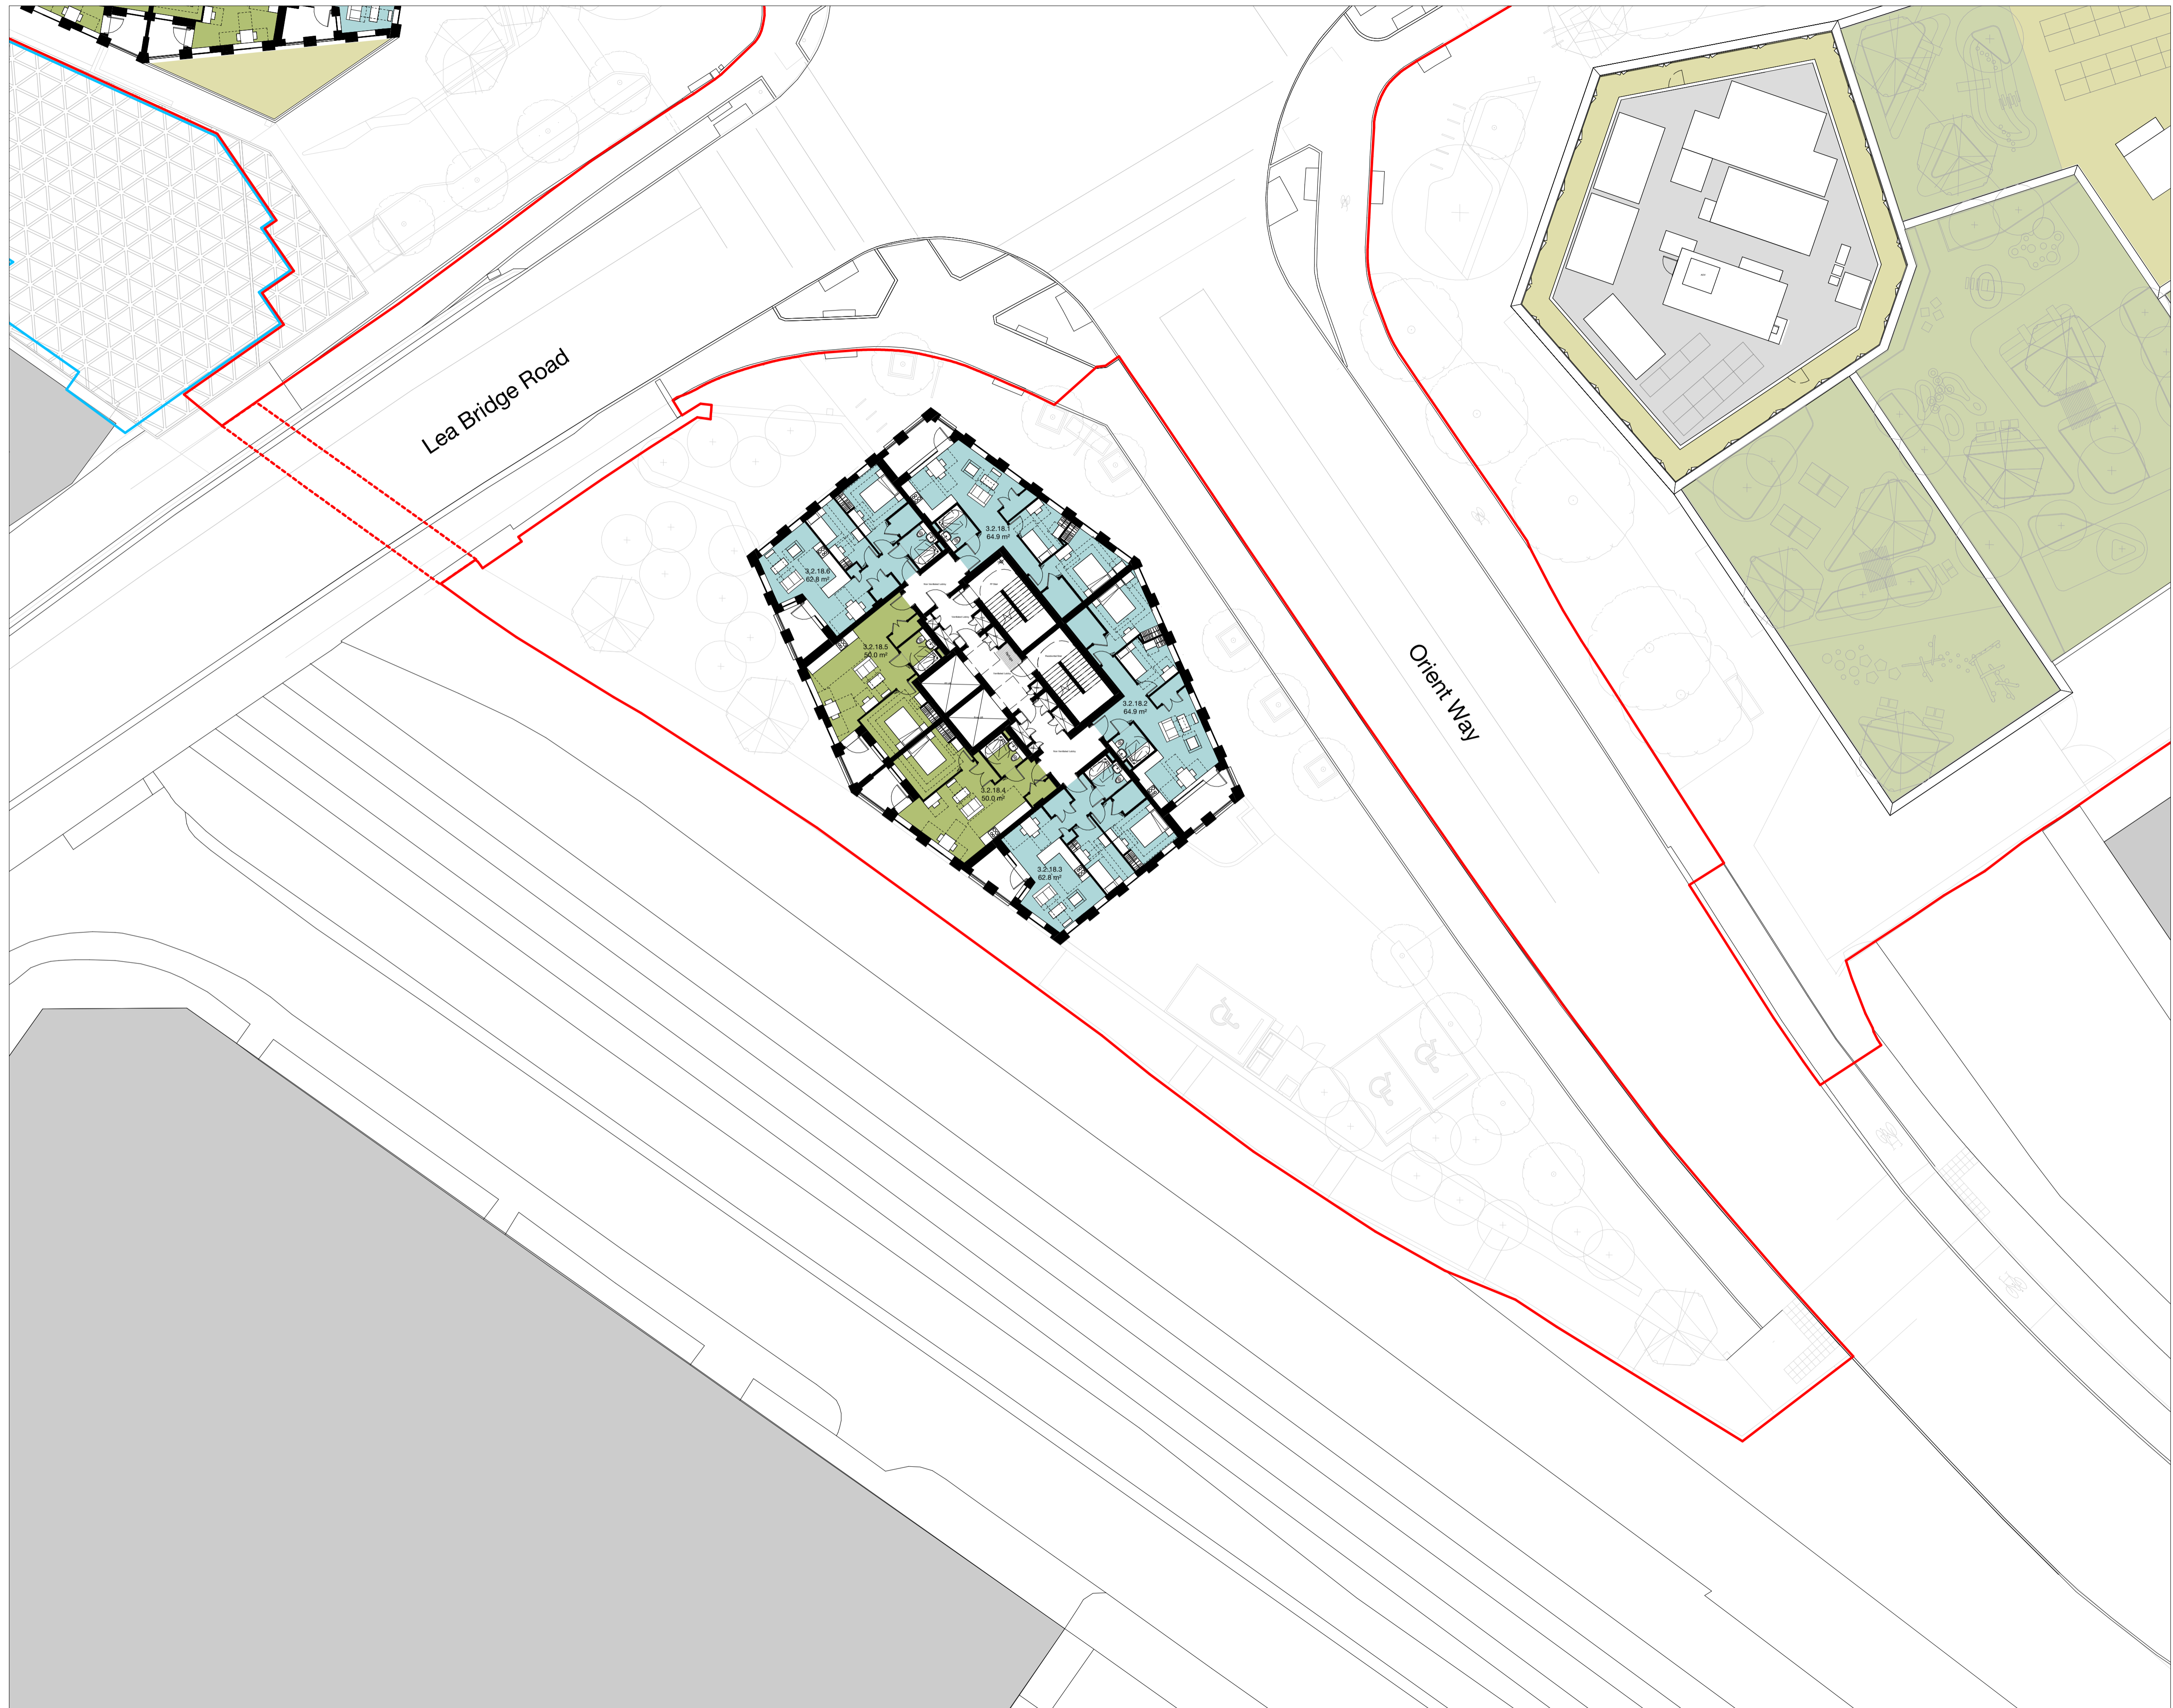 Lea Bridge Road
3.2.18.1
64.9 m²
3.2.18.6
62.8 m²
3.2.18.5
50.0 m²
Orient Way
3.2.18.2
64.9 m²
3.2.18.4
50.0 m²
3.2.18.3
62.8 m²